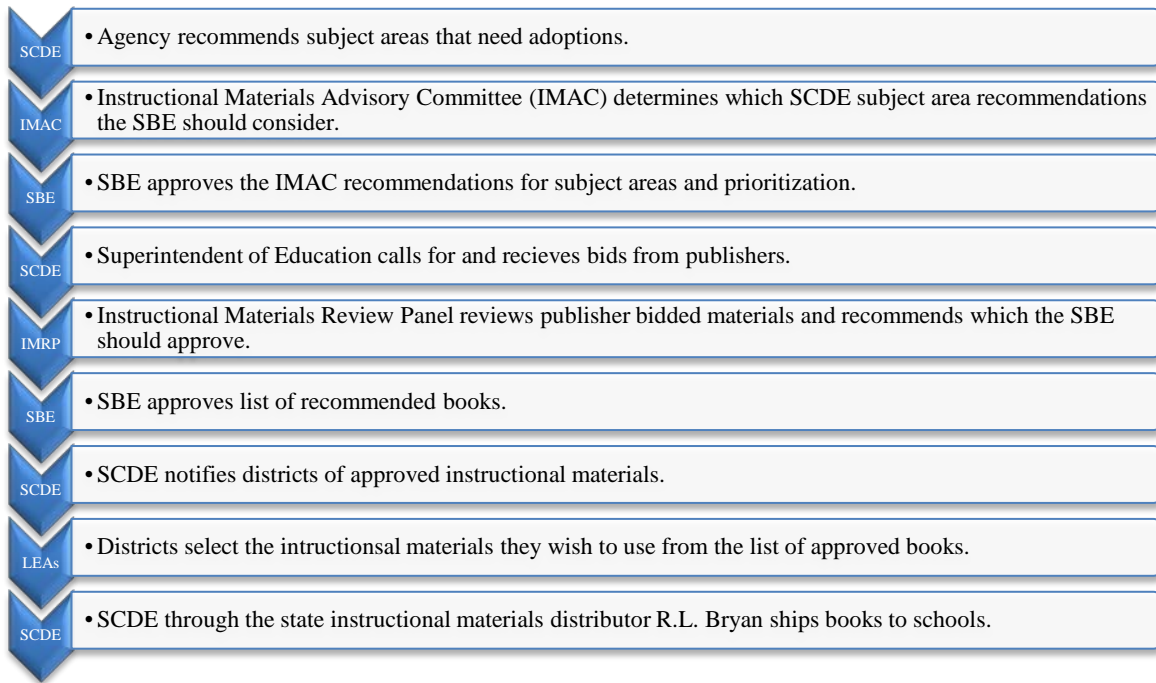 SCDE
• Agency recommends subject areas that need adoptions.
IMAC
• Instructional Materials Advisory Committee (IMAC) determines which SCDE subject area recommendations
the SBE should consider.
SBE
• SBE approves the IMAC recommendations for subject areas and prioritization.
SCDE
• Superintendent of Education calls for and recieves bids from publishers.
IMRP
• Instructional Materials Review Panel reviews publisher bidded materials and recommends which the SBE
should approve.
SBE
• SBE approves list of recommended books.
SCDE
• SCDE notifies districts of approved instructional materials.
LEAs
• Districts select the intructionsal materials they wish to use from the list of approved books.
SCDE
• SCDE through the state instructional materials distributor R.L. Bryan ships books to schools.